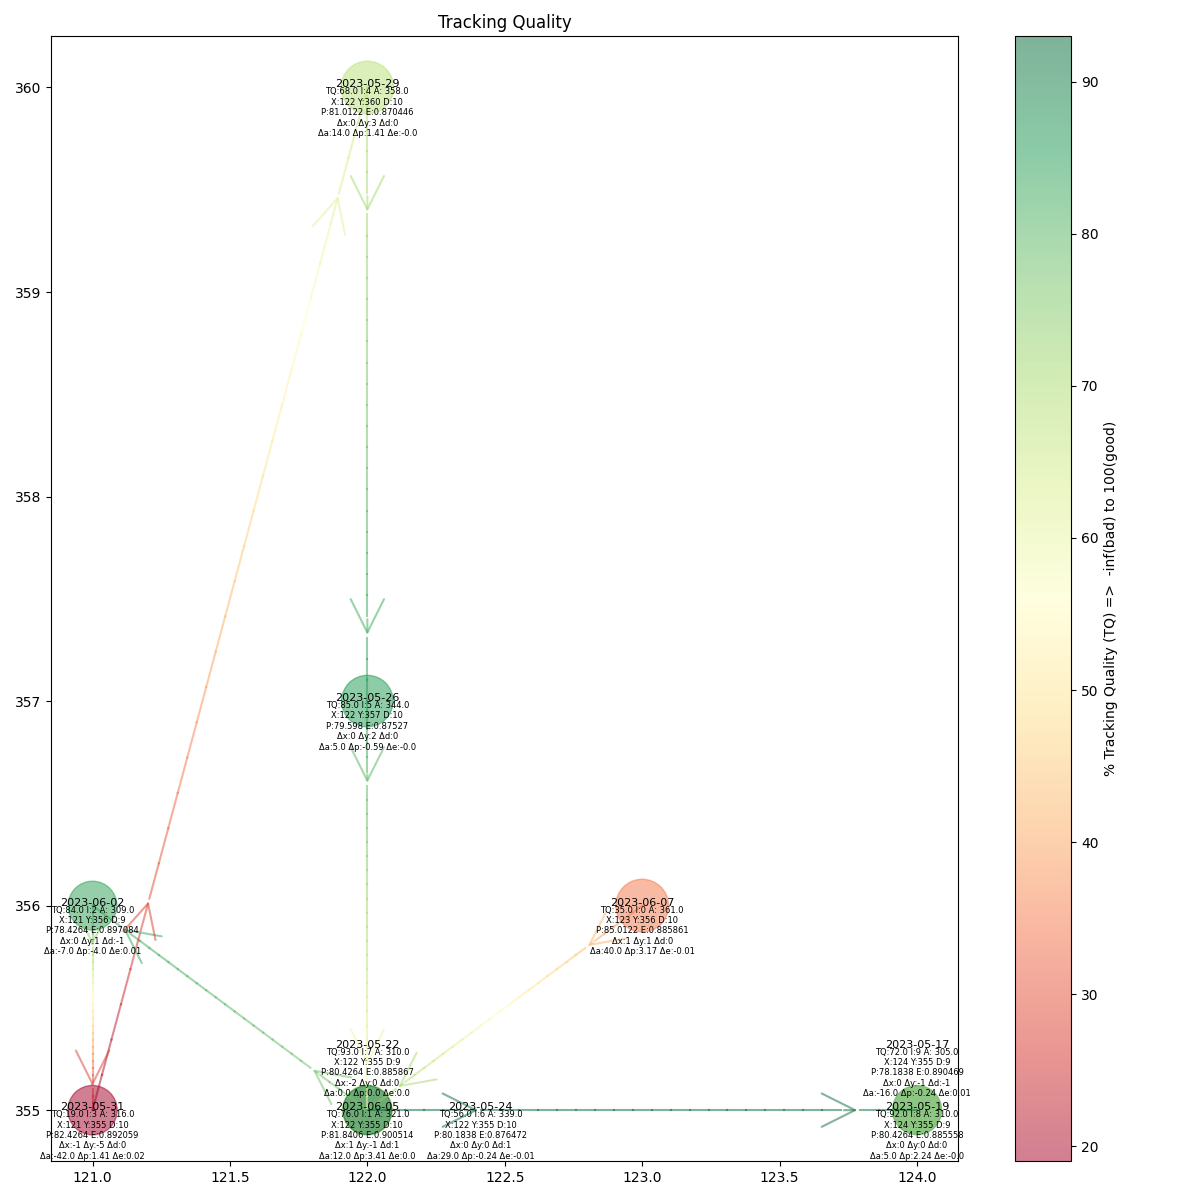 Tracking Quality
360
359
358
357
356
355
121.0
121.5
122.0
122.5
123.0
123.5
124.0
2023-05-29
TQ:68.0 I:4 A: 358.0
X:122 Y:360 D:10
P:81.0122 E:0.870446
Δx:0 Δy:3 Δd:0
Δa:14.0 Δp:1.41 Δe:-0.0
2023-05-26
TQ:85.0 I:5 A: 344.0
X:122 Y:357 D:10
P:79.598 E:0.87527
Δx:0 Δy:2 Δd:0
Δa:5.0 Δp:-0.59 Δe:-0.0
2023-06-02
TQ:84.0 I:2 A: 309.0
X:121 Y:356 D:9
P:78.4264 E:0.897084
Δx:0 Δy:1 Δd:-1
Δa:-7.0 Δp:-4.0 Δe:0.01
2023-06-07
TQ:35.0 I:0 A: 361.0
X:123 Y:356 D:10
P:85.0122 E:0.885861
Δx:1 Δy:1 Δd:0
Δa:40.0 Δp:3.17 Δe:-0.01
2023-05-22
TQ:93.0 I:7 A: 310.0
X:122 Y:355 D:9
P:80.4264 E:0.885867
Δx:-2 Δy:0 Δd:0
Δa:0.0 Δp:0.0 Δe:0.0
2023-05-17
TQ:72.0 I:9 A: 305.0
X:124 Y:355 D:9
P:78.1838 E:0.890469
Δx:0 Δy:-1 Δd:-1
Δa:-16.0 Δp:-0.24 Δe:0.01
2023-05-31
TQ:19.0 I:3 A: 316.0
X:121 Y:355 D:10
P:82.4264 E:0.892059
Δx:-1 Δy:-5 Δd:0
Δa:-42.0 Δp:1.41 Δe:0.02
2023-06-05
TQ:76.0 I:1 A: 321.0
X:122 Y:355 D:10
P:81.8406 E:0.900514
Δx:1 Δy:-1 Δd:1
Δa:12.0 Δp:3.41 Δe:0.0
2023-05-24
TQ:56.0 I:6 A: 339.0
X:122 Y:355 D:10
P:80.1838 E:0.876472
Δx:0 Δy:0 Δd:1
Δa:29.0 Δp:-0.24 Δe:-0.01
2023-05-19
TQ:92.0 I:8 A: 310.0
X:124 Y:355 D:9
P:80.4264 E:0.885558
Δx:0 Δy:0 Δd:0
Δa:5.0 Δp:2.24 Δe:-0.0
90
80
70
60
50
40
30
20
% Tracking Quality (TQ) =>  -inf(bad) to 100(good)